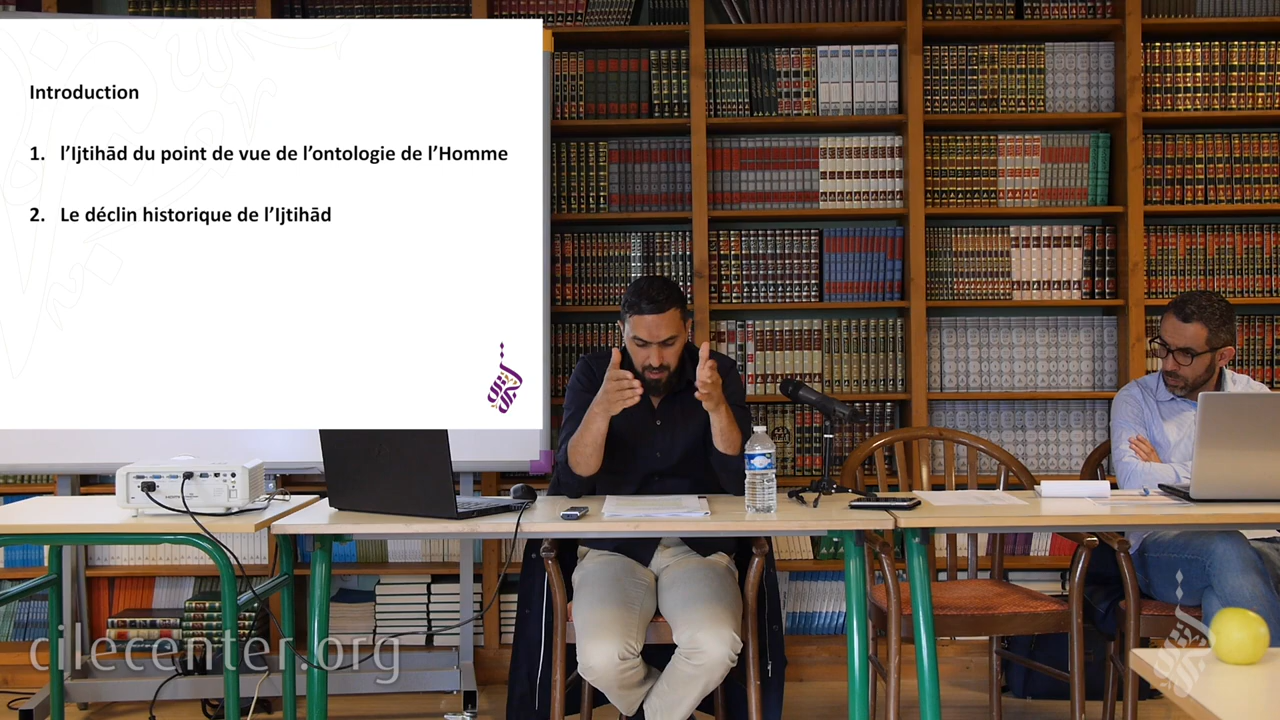 Introduction
1. l’Ijtihād du point de vue de l’ontologie de l’Homme
2. Le déclin historique de l’Ijtihād
cilecenter.org